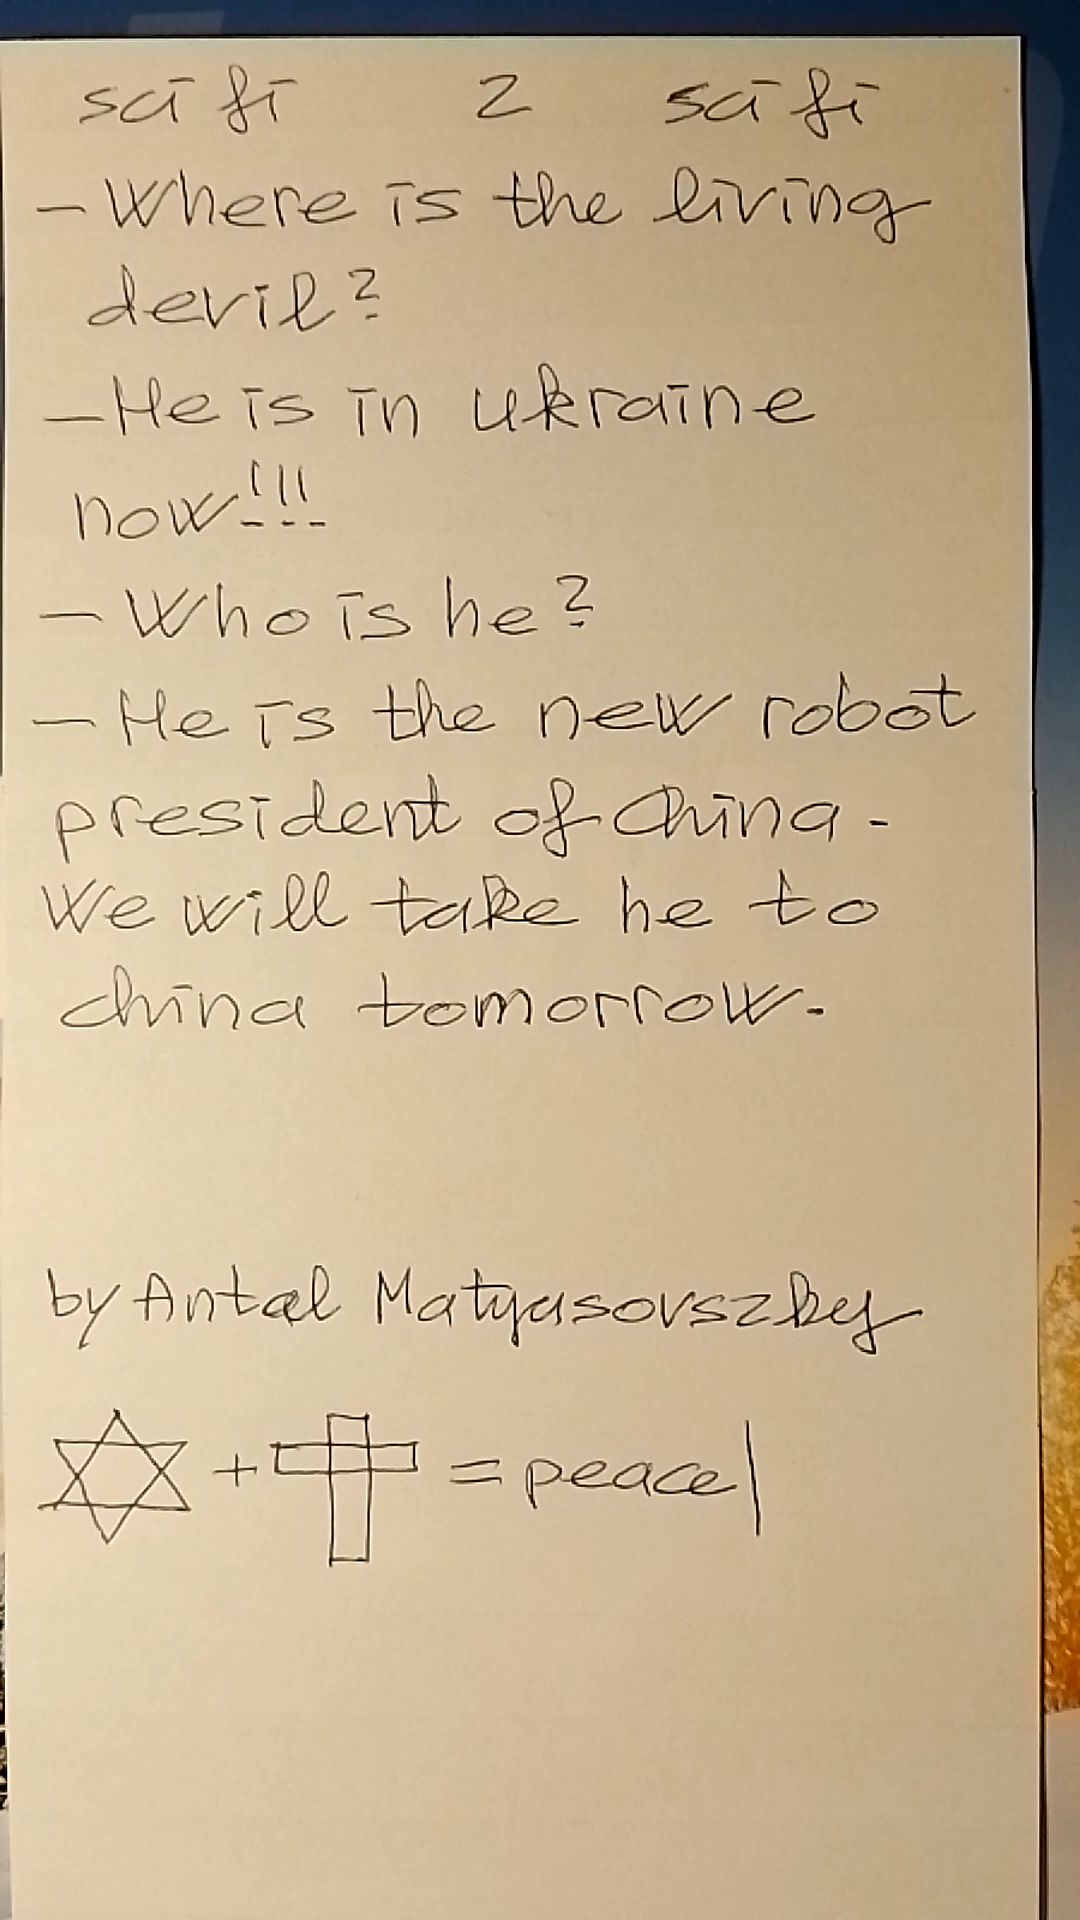 sci fi 2 sci fi
- Where is the living
devil?
- He is in ukraine
now!!!
- Who is he?
- He is the new robot
president of China.
We will take he to
china tomorrow.
by Antal Matyasovszky
+ = peace